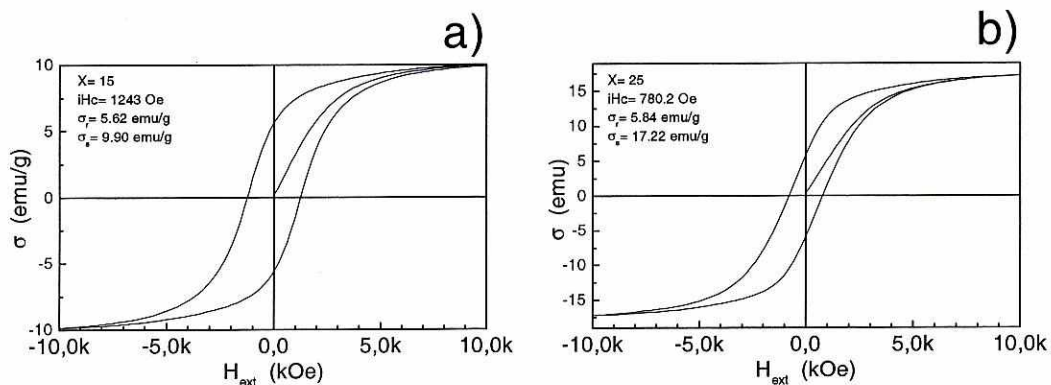 a)
X= 15
iHc= 1243 Oe
σr= 5.62 emu/g
σs= 9.90 emu/g
σ (emu/g)
10
5
0
-5
-10
-10,0k -5,0k 0,0 5,0k 10,0k
Hext (kOe)
b)
X= 25
iHc= 780.2 Oe
σr= 5.84 emu/g
σs= 17.22 emu/g
σ (emu)
15
10
5
0
-5
-10
-15
-10,0k -5,0k 0,0 5,0k 10,0k
Hext (kOe)